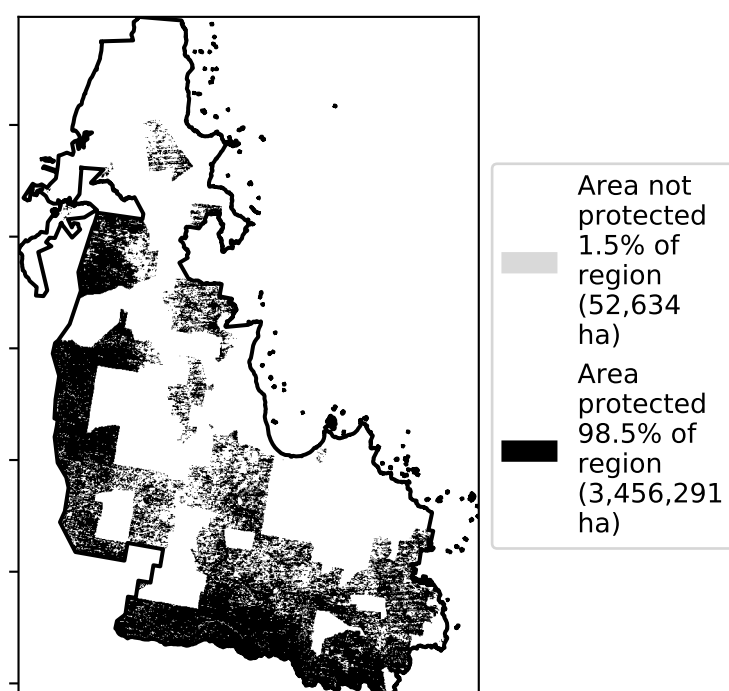 Area not
protected
1.5% of
region
(52,634
ha)
Area
protected
98.5% of
region
(3,456,291
ha)